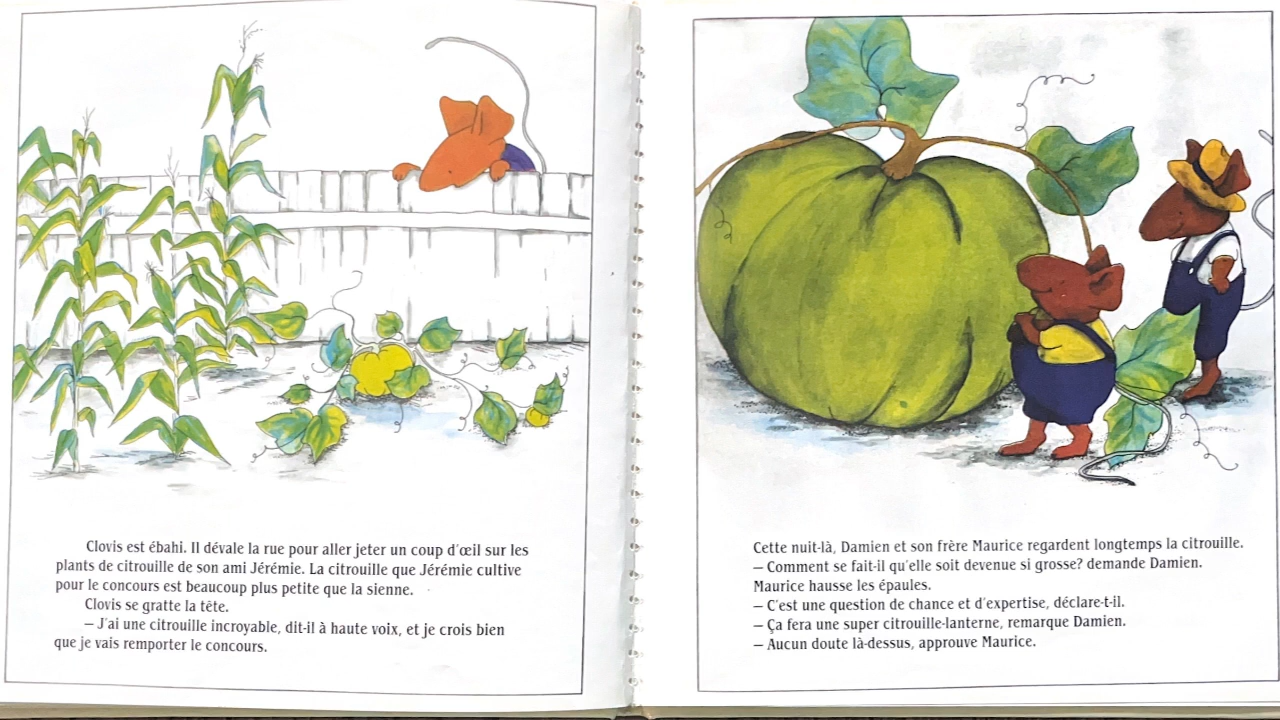 Clovis est ébahi. Il dévale la rue pour aller jeter un coup d'œil sur les
plants de citrouille de son ami Jérémie. La citrouille que Jérémie cultive
pour le concours est beaucoup plus petite que la sienne.
Clovis se gratte la tête.
– J'ai une citrouille incroyable, dit-il à haute voix, et je crois bien
que je vais remporter le concours.
Cette nuit-là, Damien et son frère Maurice regardent longtemps la citrouille.
– Comment se fait-il qu'elle soit devenue si grosse? demande Damien.
Maurice hausse les épaules.
– C'est une question de chance et d'expertise, déclare-t-il.
– Ça fera une super citrouille-lanterne, remarque Damien.
– Aucun doute là-dessus, approuve Maurice.